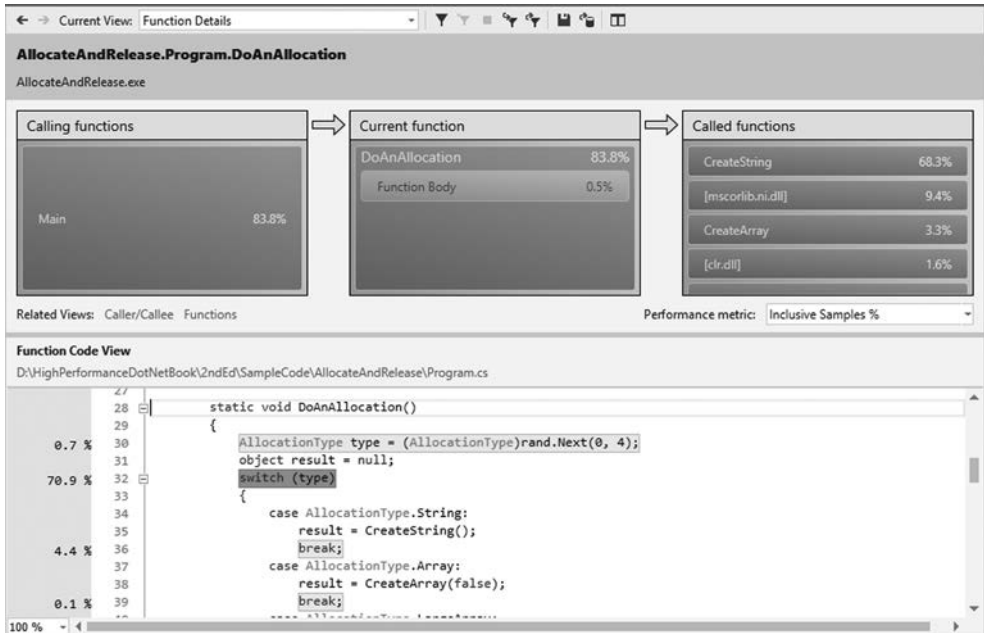 Current View: Function Details
AllocateAndRelease.Program.DoAnAllocation
AllocateAndRelease.exe
Calling functions
Main 83.8%
Current function
DoAnAllocation 83.8%
Function Body 0.5%
Called functions
CreateString 68.3%
[mscorlib.ni.dll] 9.4%
CreateArray 3.3%
[clr.dll] 1.6%
Related Views: Caller/Callee Functions
Performance metric: Inclusive Samples %
Function Code View
D:\HighPerformanceDotNetBook\2ndEd\SampleCode\AllocateAndRelease\Program.cs
27
28 static void DoAnAllocation()
29 {
0.7 % 30 AllocationType type = (AllocationType)rand.Next(0, 4);
31 object result = null;
70.9 % 32 switch (type)
33 {
34 case AllocationType.String:
35 result = CreateString();
4.4 % 36 break;
37 case AllocationType.Array:
38 result = CreateArray(false);
0.1 % 39 break;
100 %